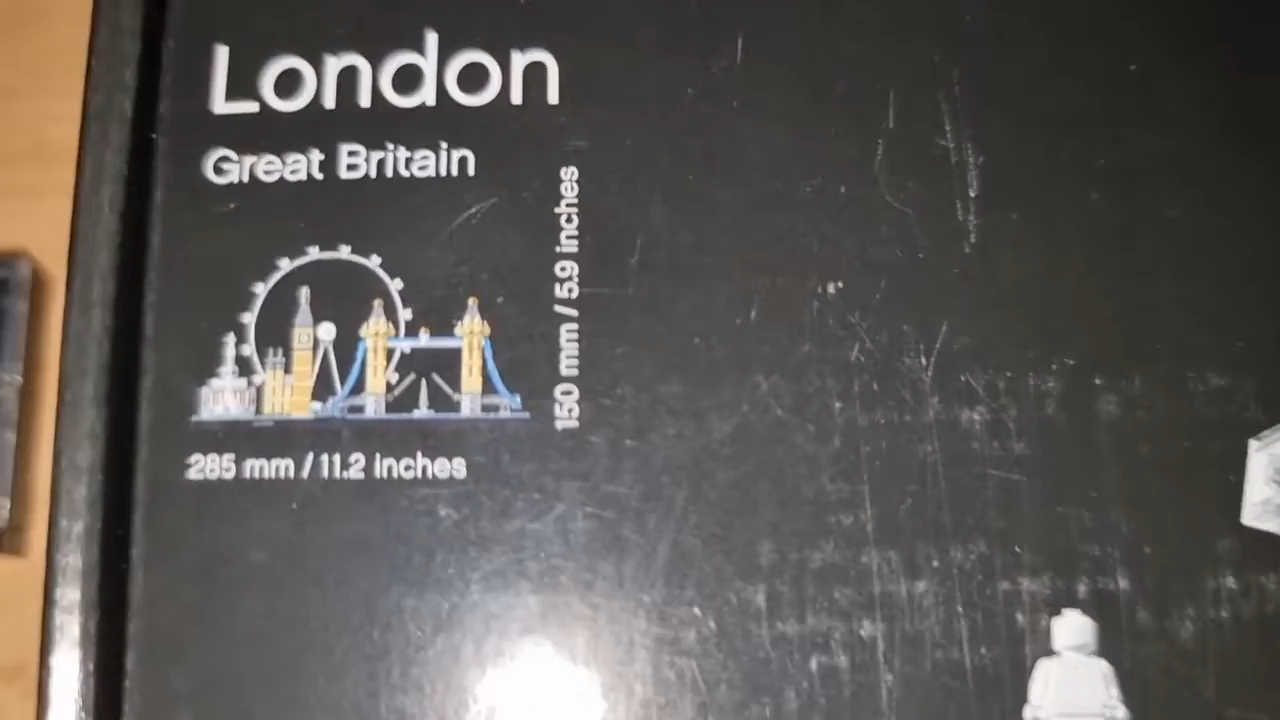 London
Great Britain
150 mm / 5.9 inches
285 mm / 11.2 inches